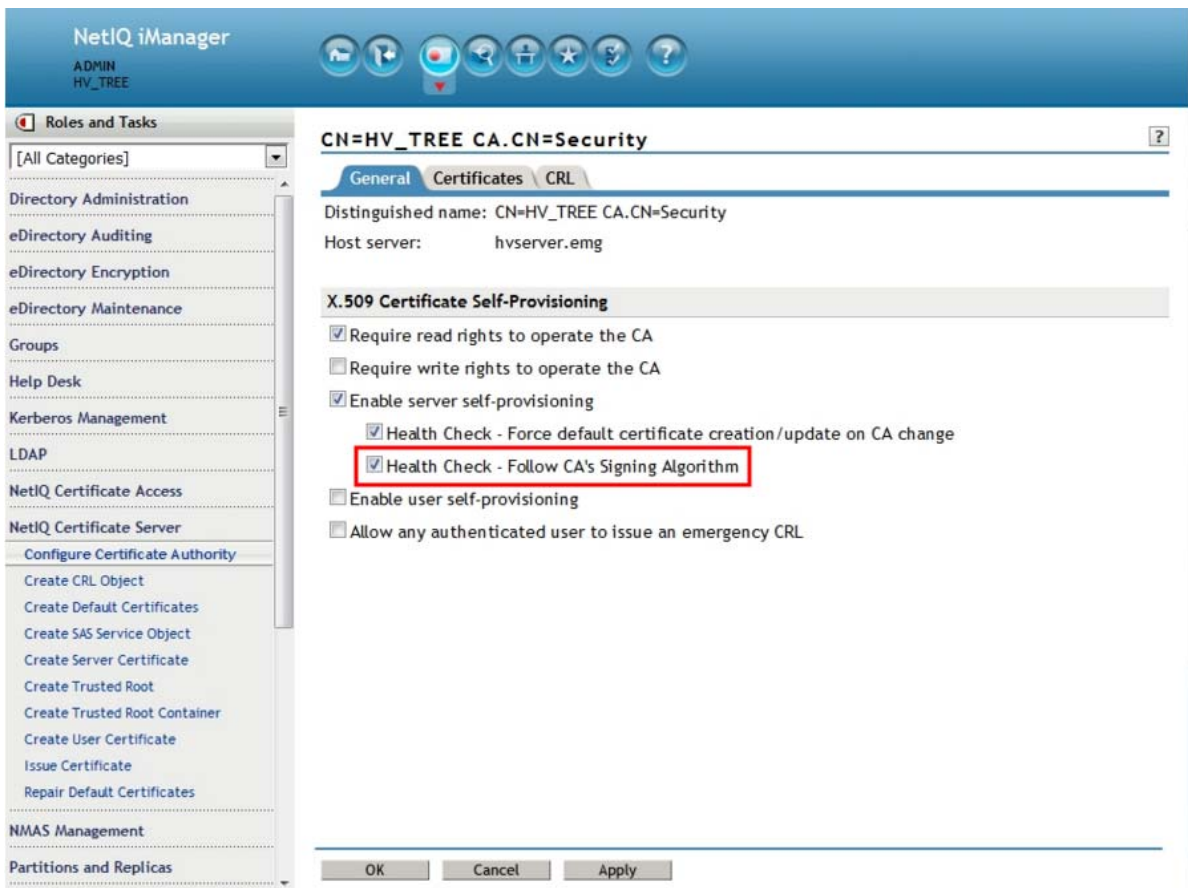 NetIQ iManager
ADMIN
HV_TREE
Roles and Tasks
[All Categories]
Directory Administration
eDirectory Auditing
eDirectory Encryption
eDirectory Maintenance
Groups
Help Desk
Kerberos Management
LDAP
NetIQ Certificate Access
NetIQ Certificate Server
Configure Certificate Authority
Create CRL Object
Create Default Certificates
Create SAS Service Object
Create Server Certificate
Create Trusted Root
Create Trusted Root Container
Create User Certificate
Issue Certificate
Repair Default Certificates
NMAS Management
Partitions and Replicas
CN=HV_TREE CA.CN=Security
?
General Certificates CRL
Distinguished name: CN=HV_TREE CA.CN=Security
Host server: hvserver.emg
X.509 Certificate Self-Provisioning
Require read rights to operate the CA
Require write rights to operate the CA
Enable server self-provisioning
Health Check - Force default certificate creation/update on CA change
Health Check - Follow CA's Signing Algorithm
Enable user self-provisioning
Allow any authenticated user to issue an emergency CRL
OK Cancel Apply